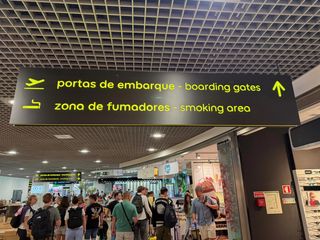 portas de embarque - boarding gates
zona de fumadores - smoking area